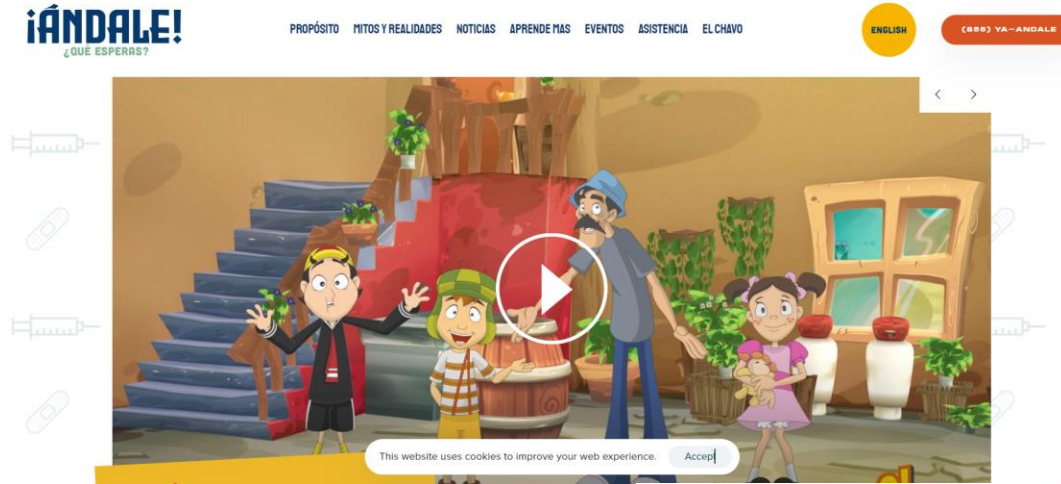 ¡ÁNDALE!
¿QUÉ ESPERAS?
PROPÓSITO MITOS Y REALIDADES NOTICIAS APRENDE MAS EVENTOS ASISTENCIA EL CHAVO
ENGLISH
(888) YA-ANDALE
This website uses cookies to improve your web experience. Accept